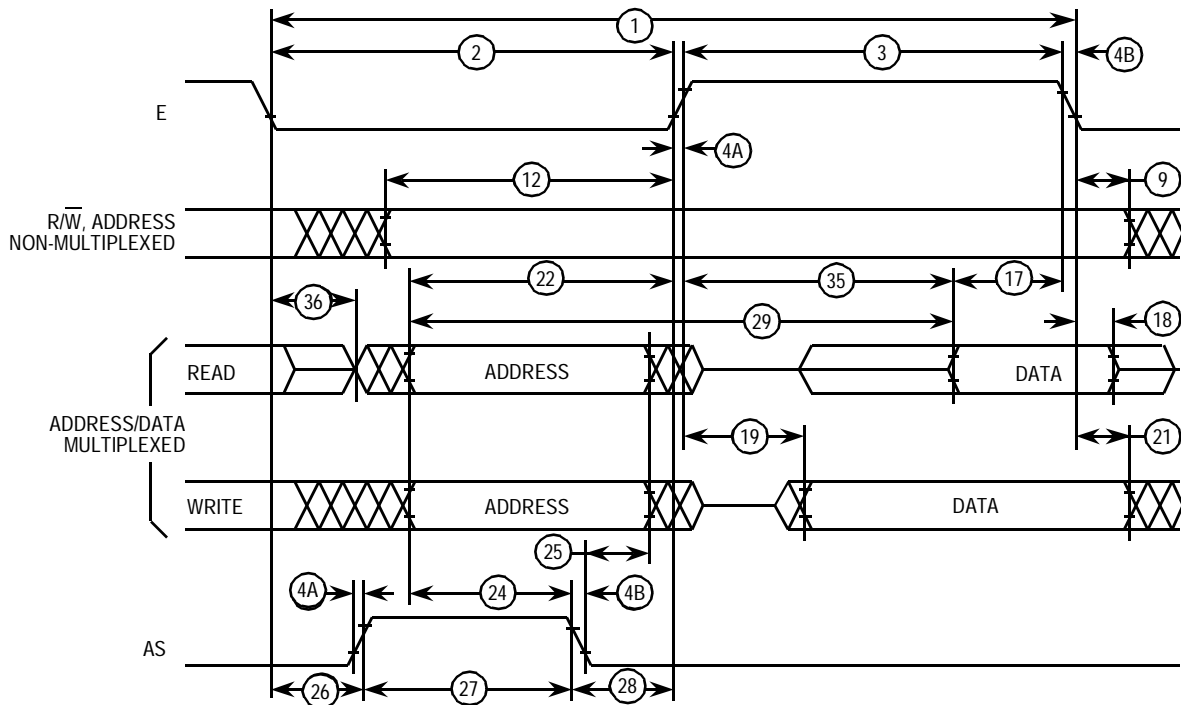 1
2
3
4B
E
4A
12
9
R/W̅, ADDRESS
NON-MULTIPLEXED
22
35
17
36
29
18
READ
ADDRESS
DATA
ADDRESS/DATA
MULTIPLEXED
19
21
WRITE
ADDRESS
DATA
25
4A
24
4B
AS
26
27
28